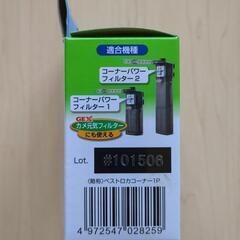 適合機種
コーナーパワー
フィルター2
コーナーパワー
フィルター1
GEX
カメ元気フィルター
にも使える
Lot.
#101506
(略称)ベストロカコーナー1P
4 972547 028259